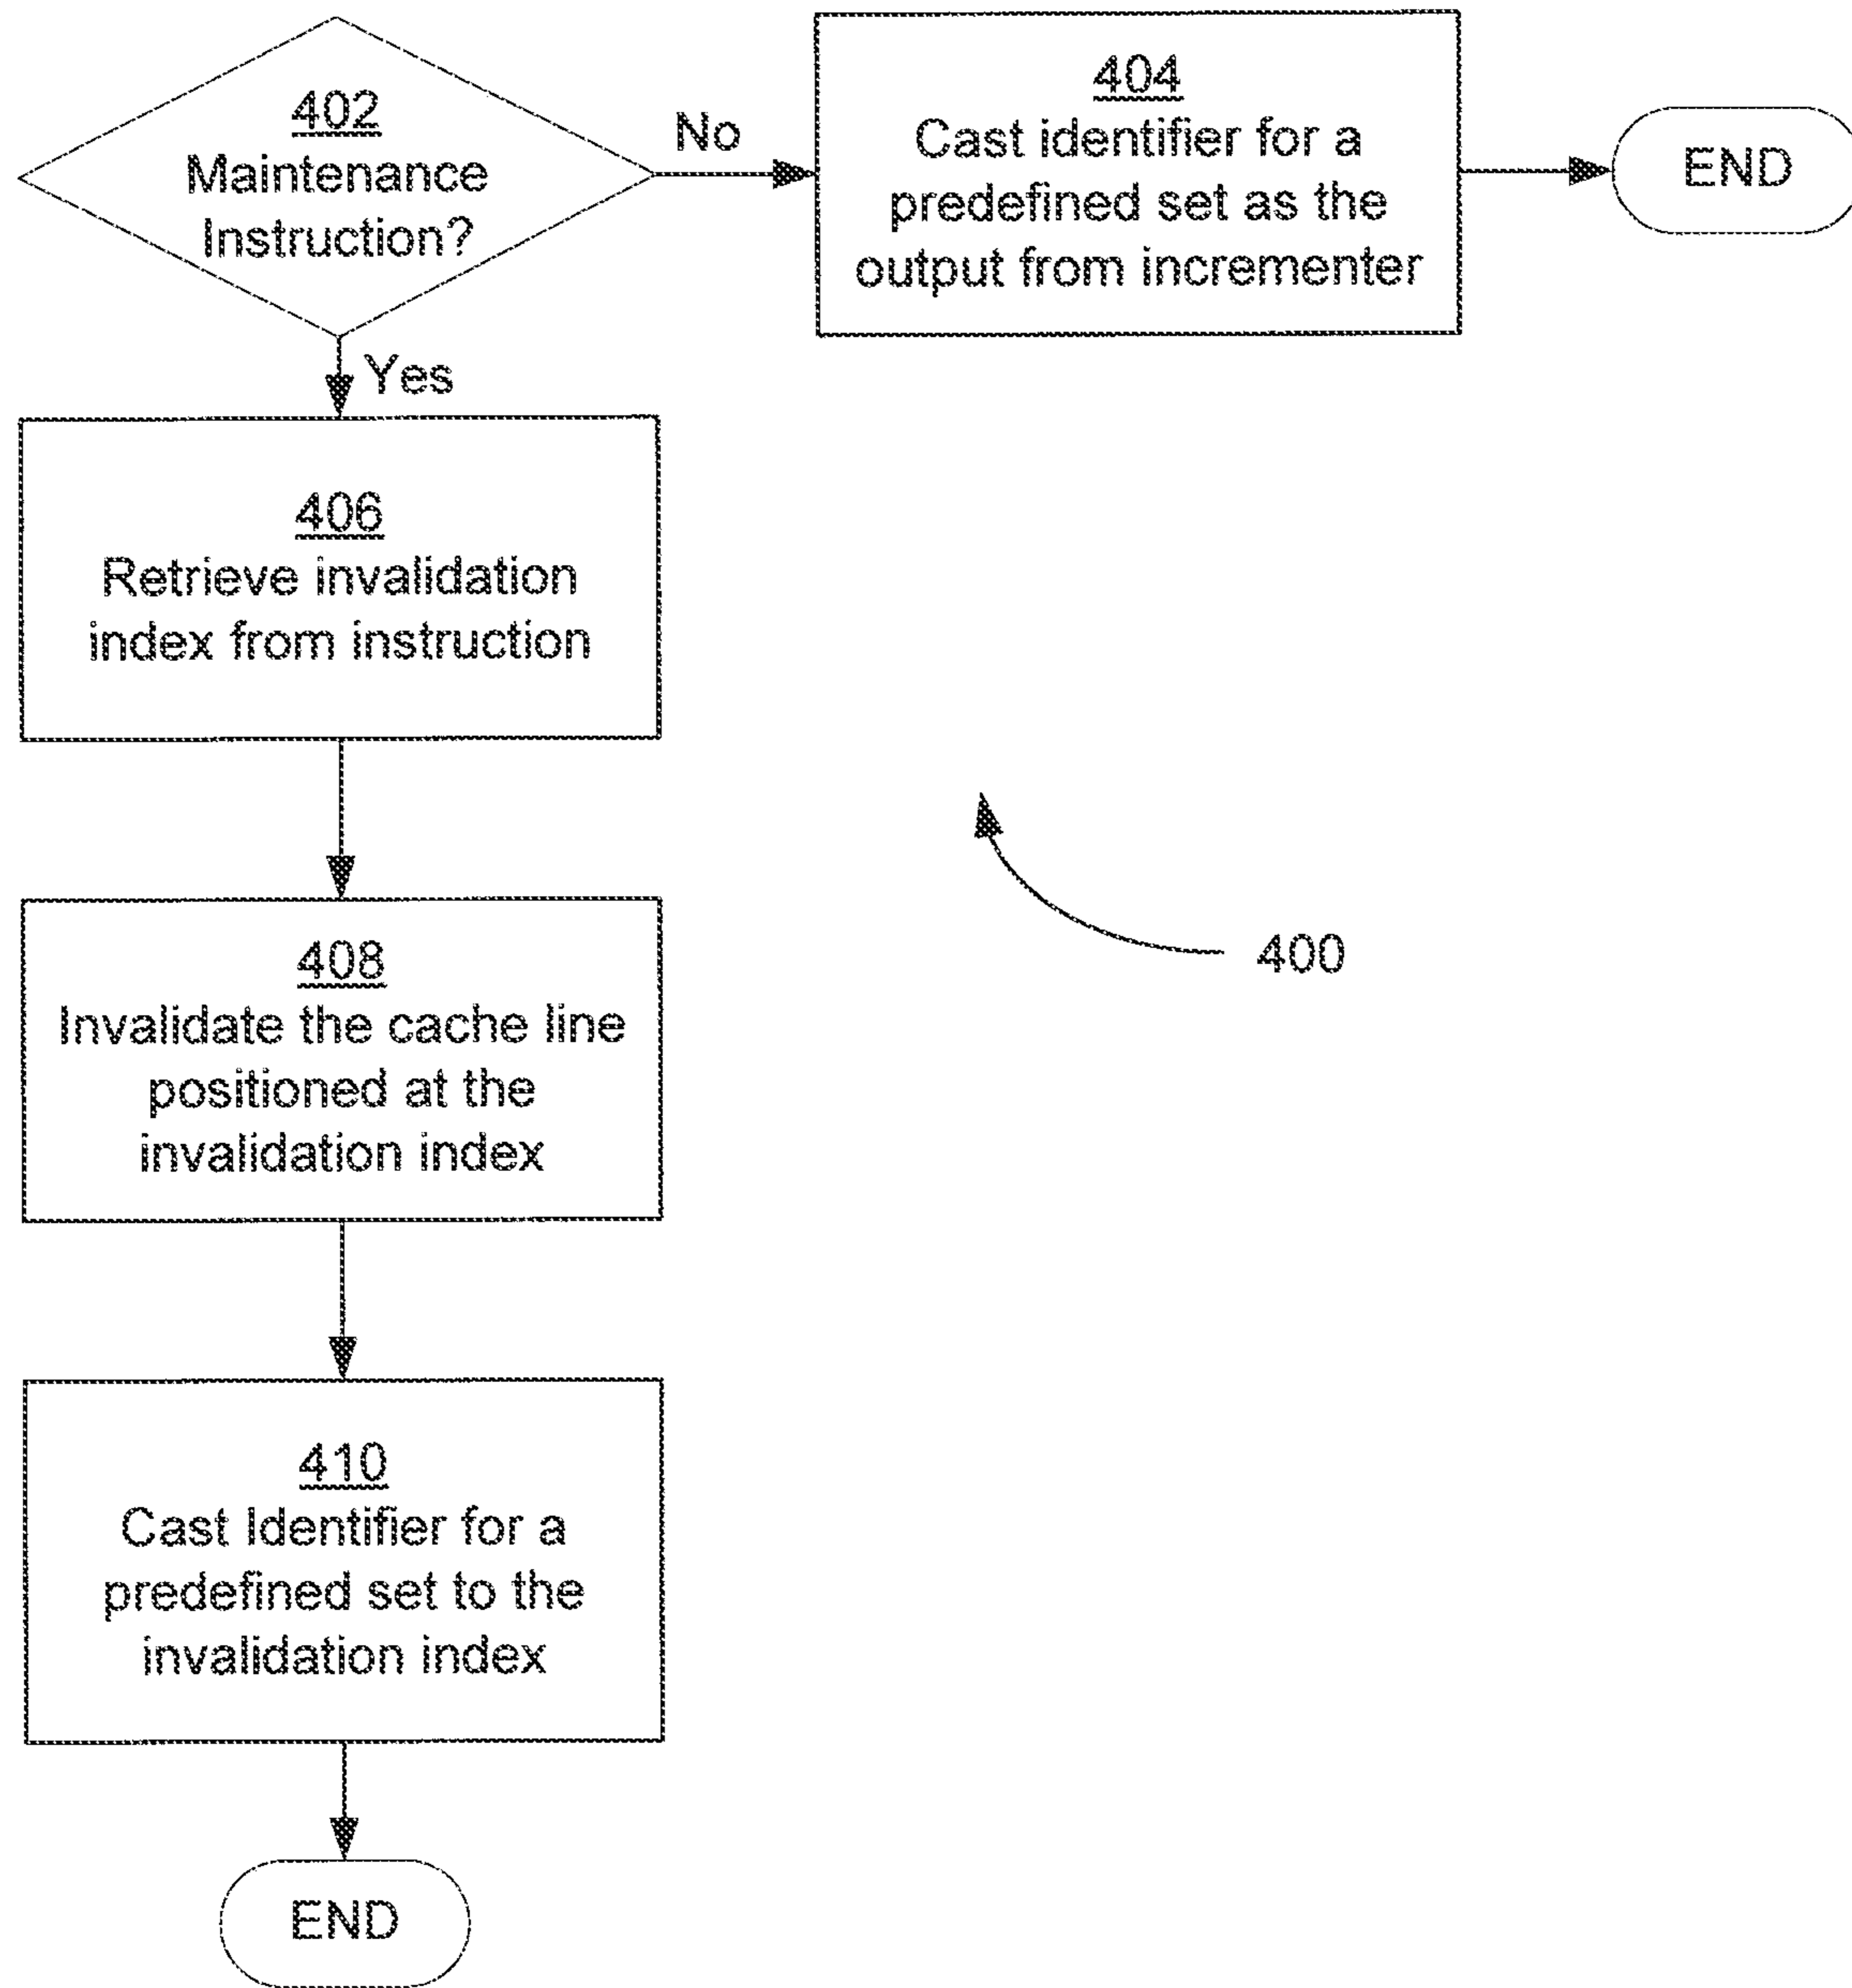 402
Maintenance
Instruction?
No
404
Cast identifier for a
predefined set as the
output from incrementer
END
Yes
406
Retrieve invalidation
index from instruction
408
Invalidate the cache line
positioned at the
invalidation index
400
410
Cast Identifier for a
predefined set to the
invalidation index
END